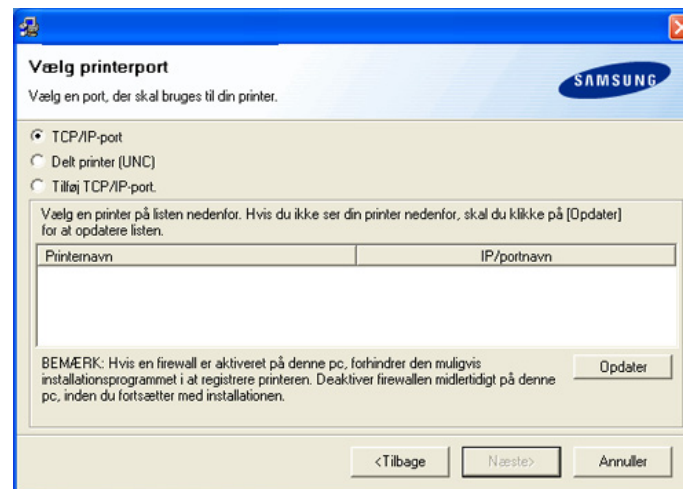 Vælg printerport
Vælg en port, der skal bruges til din printer.
SAMSUNG
TCP/IP-port
Delt printer (UNC)
Tilføj TCP/IP-port.
Vælg en printer på listen nedenfor. Hvis du ikke ser din printer nedenfor, skal du klikke på [Opdater]
for at opdatere listen.
Printernavn IP/portnavn
BEMÆRK: Hvis en firewall er aktiveret på denne pc, forhindrer den muligvis
installationsprogrammet i at registrere printeren. Deaktiver firewallen midlertidigt på denne
pc, inden du fortsætter med installationen.
Opdater
<Tilbage Næste> Annuller